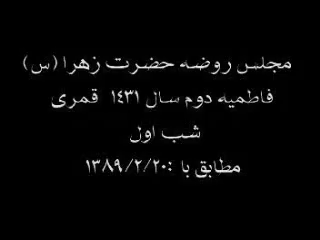 مجلس روضه حضرت زهرا (س)
فاطمیه دوم سال ۱۴۳۱ قمری
شب اول
مطابق با :۱۳۸۹/۲/۲۰